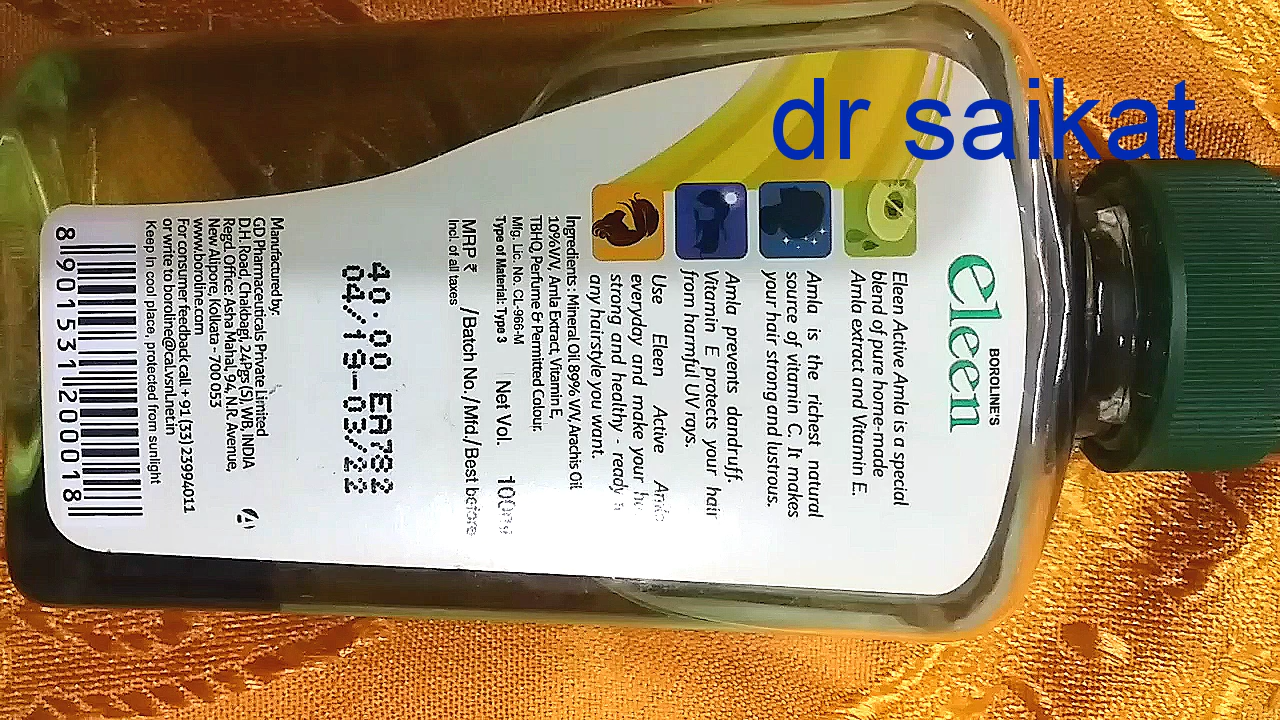 dr saikat
BOROLINE'S
eleen
Eleen Active Amla is a special
blend of pure home-made
Amla extract and Vitamin E.
Amla is the richest natural
source of vitamin C. It makes
your hair strong and lustrous.
Amla prevents dandruff.
Vitamin E protects your hair
from harmful UV rays.
Use Eleen Active
everyday and make your
strong and healthy - ready
any hairstyle you want.
Ingredients: Mineral Oil 89% V/V, Arachis Oil
10% V/V, Amla Extract, Vitamin E,
TBHQ, Perfume & Permitted Colour.
Mfg. Lic. No. CL-986-M
Type of Material: Type 3 Net Vol. 100
MRP ₹ /Batch No./Mfd./Best before
Incl. of all taxes
40.00 EA782
04/19-03/22
Manufactured by:
GD Pharmaceuticals Private Limited
D.H. Road, Chakbagi, 24 Pgs (S), WB, INDIA
Regd. Office: Asha Mahal, 94, N.R. Avenue,
New Alipore, Kolkata - 700 053
www.boroline.com
For consumer feedback call: +91 (33) 23994011
or write to boroline@cal.vsnl.net.in
Keep in cool place, protected from sunlight
8 901531 200018